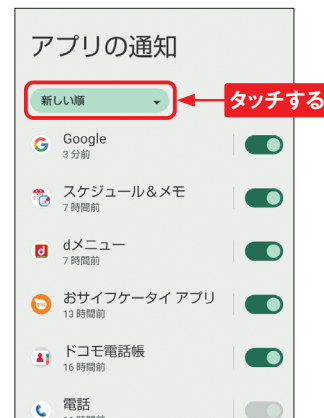 アプリの通知
新しい順
タッチする
Google
3 分前
スケジュール＆メモ
7 時間前
dメニュー
7 時間前
おサイフケータイ アプリ
13 時間前
ドコモ電話帳
16 時間前
電話